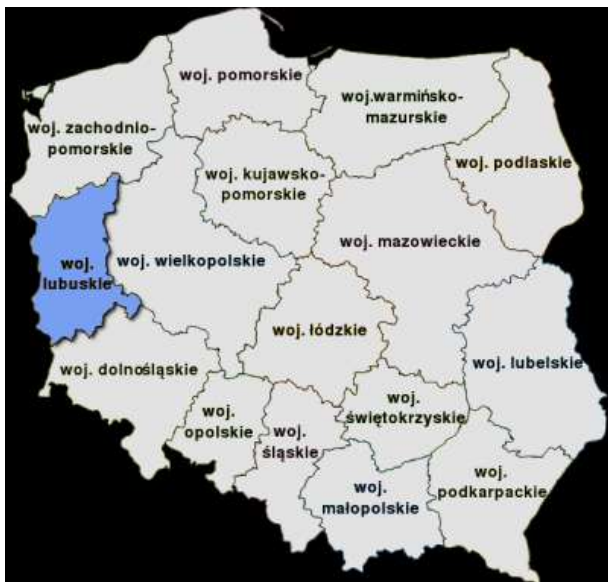 woj. pomorskie
woj.warmińsko-
mazurskie
woj. zachodnio-
pomorskie
woj. podlaskie
woj. kujawsko-
pomorskie
woj. mazowieckie
woj.
lubuskie
woj. wielkopolskie
woj. łódzkie
woj. lubelskie
woj. dolnośląskie
woj.
opolskie
woj.
śląskie
woj.
świętokrzyskie
woj.
małopolskie
woj.
podkarpackie